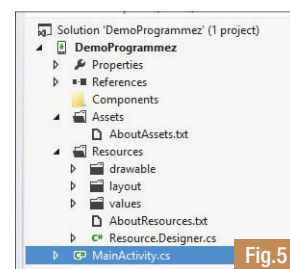 Solution 'DemoProgrammez' (1 project)
DemoProgrammez
Properties
References
Components
Assets
AboutAssets.txt
Resources
drawable
layout
values
AboutResources.txt
C# Resource.Designer.cs
C# MainActivity.cs
Fig.5